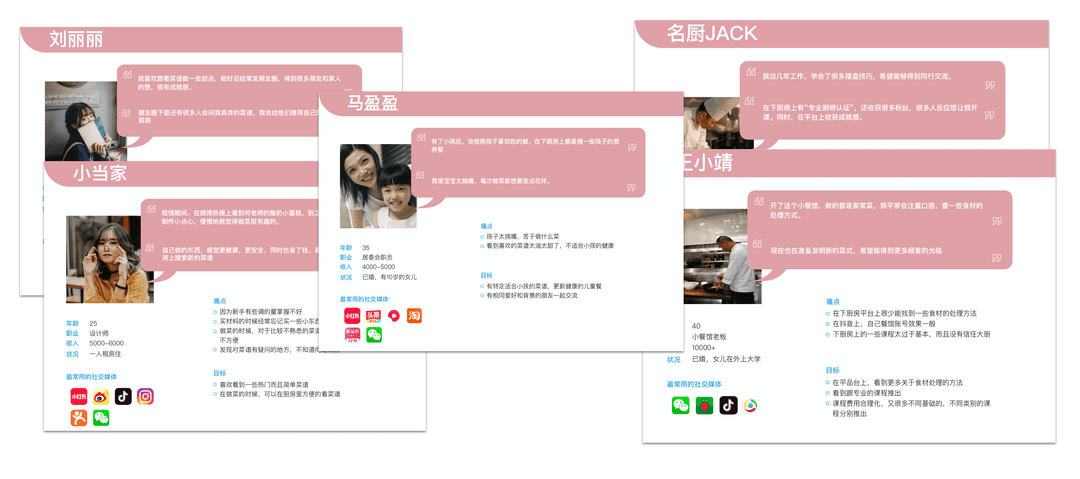 刘丽丽
我喜欢跟着菜谱做一些甜点，做好后经常发朋友圈，得到很多朋友和家人
的赞，很有成就感。
朋友圈下面还有很多人会问我具体的菜谱，我会给他们推荐自己用
厨房
小当家
疫情期间，在微博热搜上看到何老师的酸奶小蛋糕，到之
制作小点心，慢慢地就觉得做菜挺有趣的。
自己做的东西，感觉更健康、更安全，同时也省了钱。
房上搜索新的菜谱
年龄 25
职业 设计师
收入 5000-6000
状况 一人租房住
最常用的社交媒体
小红书
痛点
因为新手有些调的量掌握不好
买材料的时候经常忘记买一些小东西
做菜的时候，对于比较不熟悉的菜谱
不方便
发现对菜谱有疑问的地方，不知道
目标
喜欢看到一些热门而且简单菜谱
在做菜的时候，可以在厨房里方便的看菜谱
马盈盈
有了小孩后，会按照孩子喜欢吃的做，在下厨房上都是搜一些孩子的营
养餐
我家宝宝太挑嘴，每次做菜都想要变点花样。
年龄 35
职业 居委会职员
收入 4000-5000
状况 已婚，有10岁的女儿
最常用的社交媒体
小红书
头条
淘
痛点
孩子太挑嘴，苦于做什么菜
看到喜欢的菜谱太油太甜了，不适合小孩的健康
目标
有特定适合小孩的菜谱，更新健康的儿童餐
有相同爱好和背景的朋友一起交流
名厨JACK
我这几年工作，学会了很多摆盘技巧，希望能够得到同行交流。
在下厨房上有“专业厨师认证”，还收获很多粉丝，很多人反应想让我开
课。同时，在平台上收获成就感。
王小靖
开了这个小餐馆，做的都是家常菜，我平常会注重口感，尝一些食材的
处理方式。
现在也在准备发明新的菜式，希望能得到更多顾客的光临
40
小餐馆老板
10000+
状况 已婚，女儿在外上大学
最常用的社交媒体
痛点
在下厨房平台上很少能找到一些食材的处理方法
在抖音上，自己餐馆账号效果一般
下厨房上的一些课程太过于基本，而且没有信任大厨
目标
在平品台上，看到更多关于食材处理的方法
看到跟专业的课程推出
课程费用合理化，又很多不同基础的，不同类别的课
程分别推出